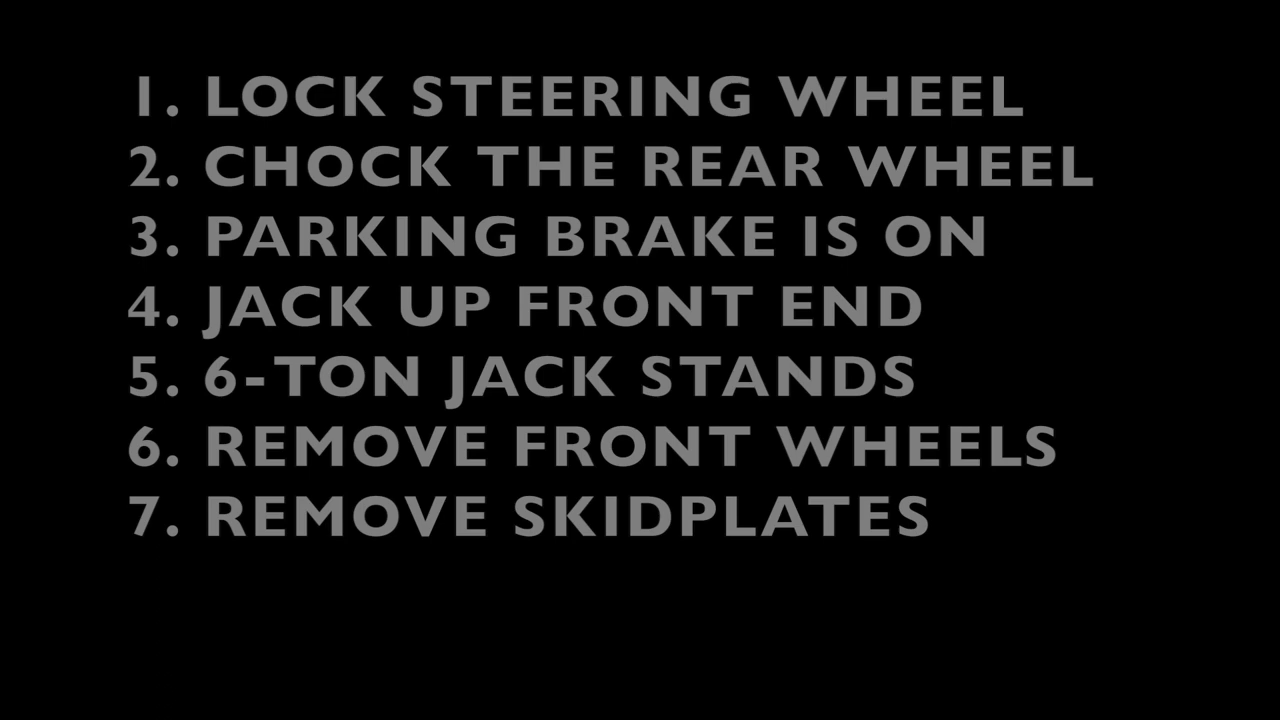 1. LOCK STEERING WHEEL
2. CHOCK THE REAR WHEEL
3. PARKING BRAKE IS ON
4. JACK UP FRONT END
5. 6-TON JACK STANDS
6. REMOVE FRONT WHEELS
7. REMOVE SKIDPLATES